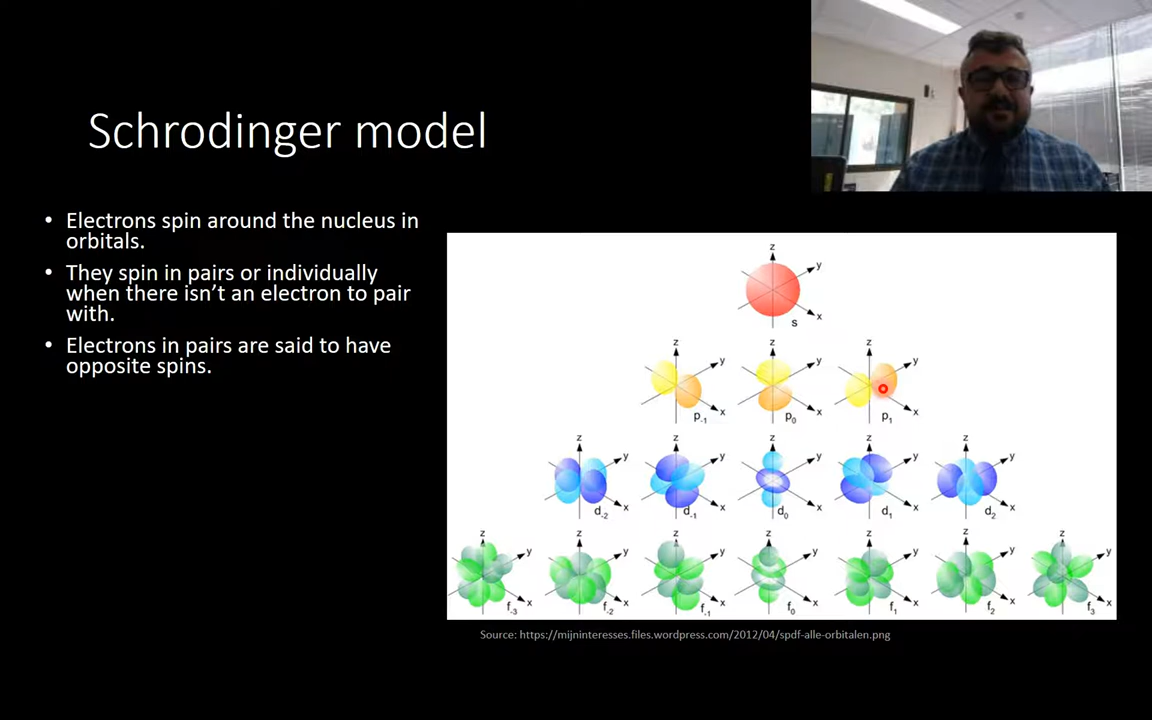 Schrodinger model
• Electrons spin around the nucleus in
orbitals.
• They spin in pairs or individually
when there isn't an electron to pair
with.
• Electrons in pairs are said to have
opposite spins.
z
y
x
s
z
y
x
p-1
z
y
x
p0
z
y
x
p1
z
y
x
d-2
z
y
x
d-1
z
y
x
d0
z
y
x
d1
z
y
x
d2
z
y
x
f-3
z
y
x
f-2
z
y
x
f-1
z
y
x
f0
z
y
x
f1
z
y
x
f2
z
y
x
f3
Source: https://mijninteresses.files.wordpress.com/2012/04/spdf-alle-orbitalen.png